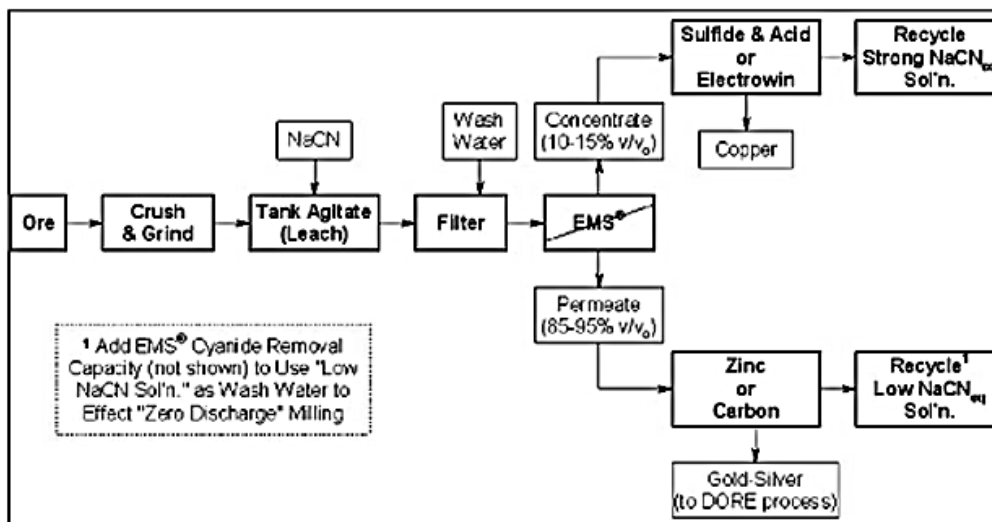 Sulfide & Acid
or
Electrowin
Recycle
Strong NaCN
Sol'n.
NaCN
Wash
Water
Concentrate
(10-15% v/vₒ)
Copper
Ore
Crush
& Grind
Tank Agitate
(Leach)
Filter
EMS®
Permeate
(85-95% v/vₒ)
¹ Add EMS® Cyanide Removal
Capacity (not shown) to Use "Low
NaCN Sol'n." as Wash Water to
Effect "Zero Discharge" Milling
Zinc
or
Carbon
Recycle¹
Low NaCNeq
Sol'n.
Gold-Silver
(to DORE process)